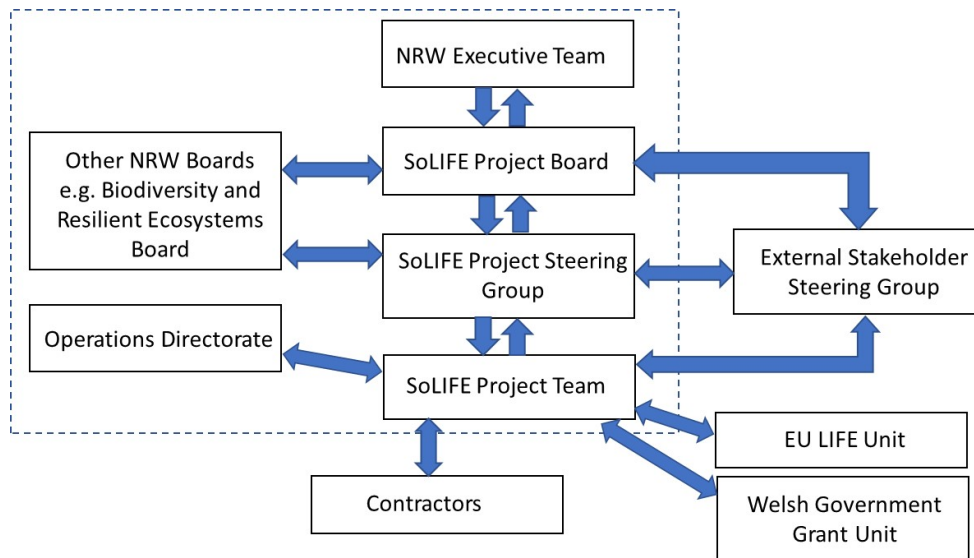 NRW Executive Team
Other NRW Boards
e.g. Biodiversity and
Resilient Ecosystems
Board
SoLIFE Project Board
SoLIFE Project Steering
Group
External Stakeholder
Steering Group
Operations Directorate
SoLIFE Project Team
EU LIFE Unit
Contractors
Welsh Government
Grant Unit